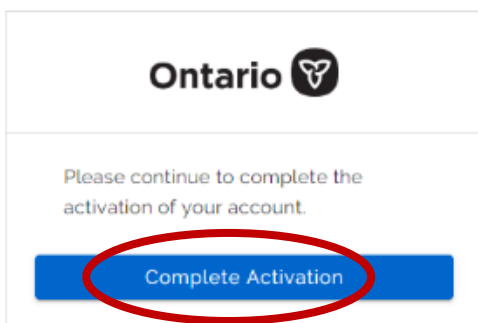 Ontario
Please continue to complete the
activation of your account.
Complete Activation